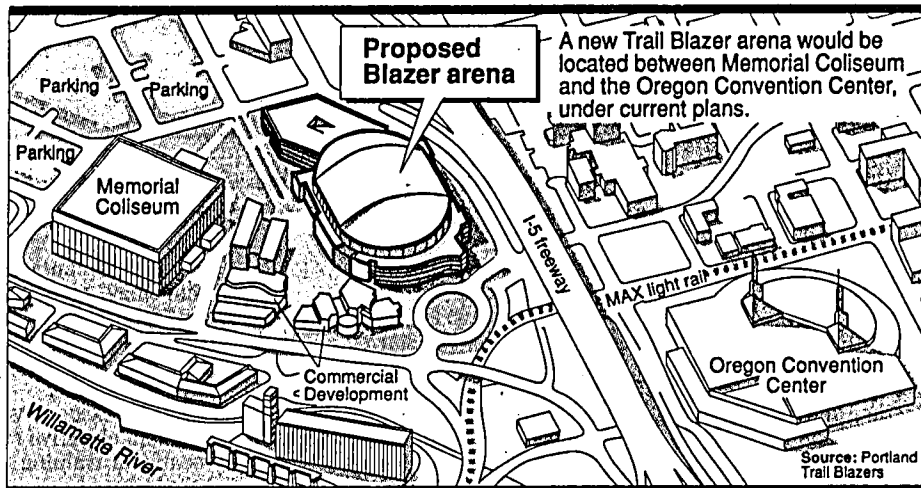 Proposed
Blazer arena
A new Trail Blazer arena would be
located between Memorial Coliseum
and the Oregon Convention Center,
under current plans.
Parking
Parking
Parking
Memorial
Coliseum
I-5 freeway
MAX light rail
Oregon Convention
Center
Commercial
Development
Willamette River
Source: Portland
Trail Blazers